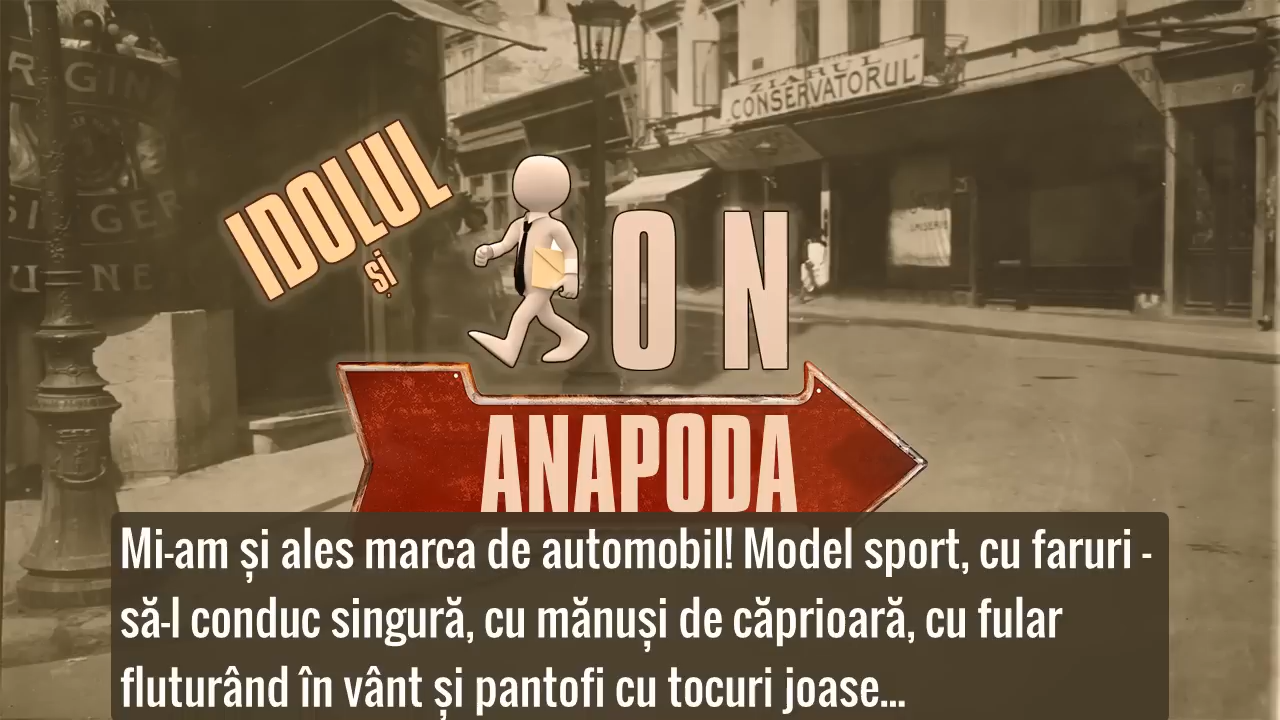 ZIARUL
CONSERVATORUL
IDOLUL
și
ION
ANAPODA
Mi-am și ales marca de automobil! Model sport, cu faruri -
să-l conduc singură, cu mănuși de căprioară, cu fular
fluturând în vânt și pantofi cu tocuri joase...